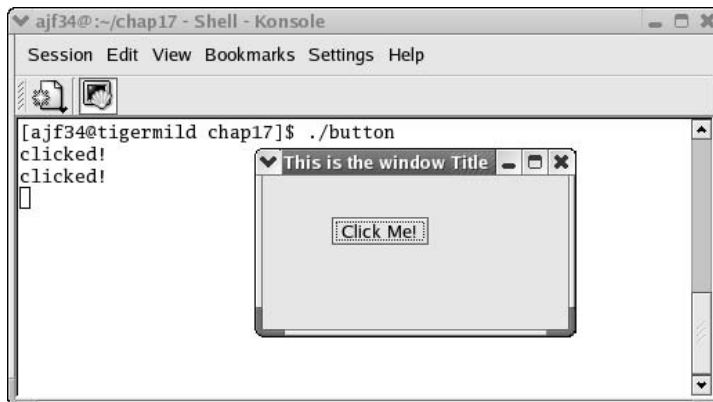 ajf34@:~/chap17 - Shell - Konsole
Session Edit View Bookmarks Settings Help
[ajf34@tigermild chap17]$ ./button
clicked!
clicked!
This is the window Title
Click Me!